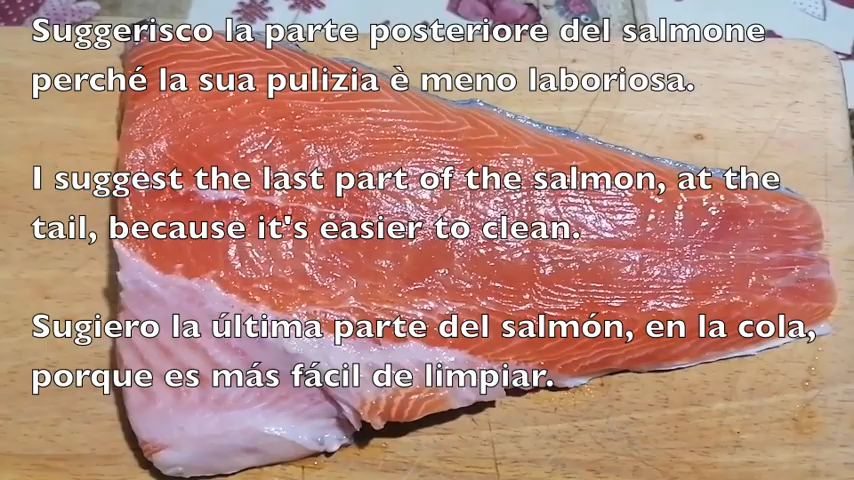 Suggerisco la parte posteriore del salmone
perché la sua pulizia è meno laboriosa.
I suggest the last part of the salmon, at the
tail, because it's easier to clean.
Sugiero la última parte del salmón, en la cola,
porque es más fácil de limpiar.